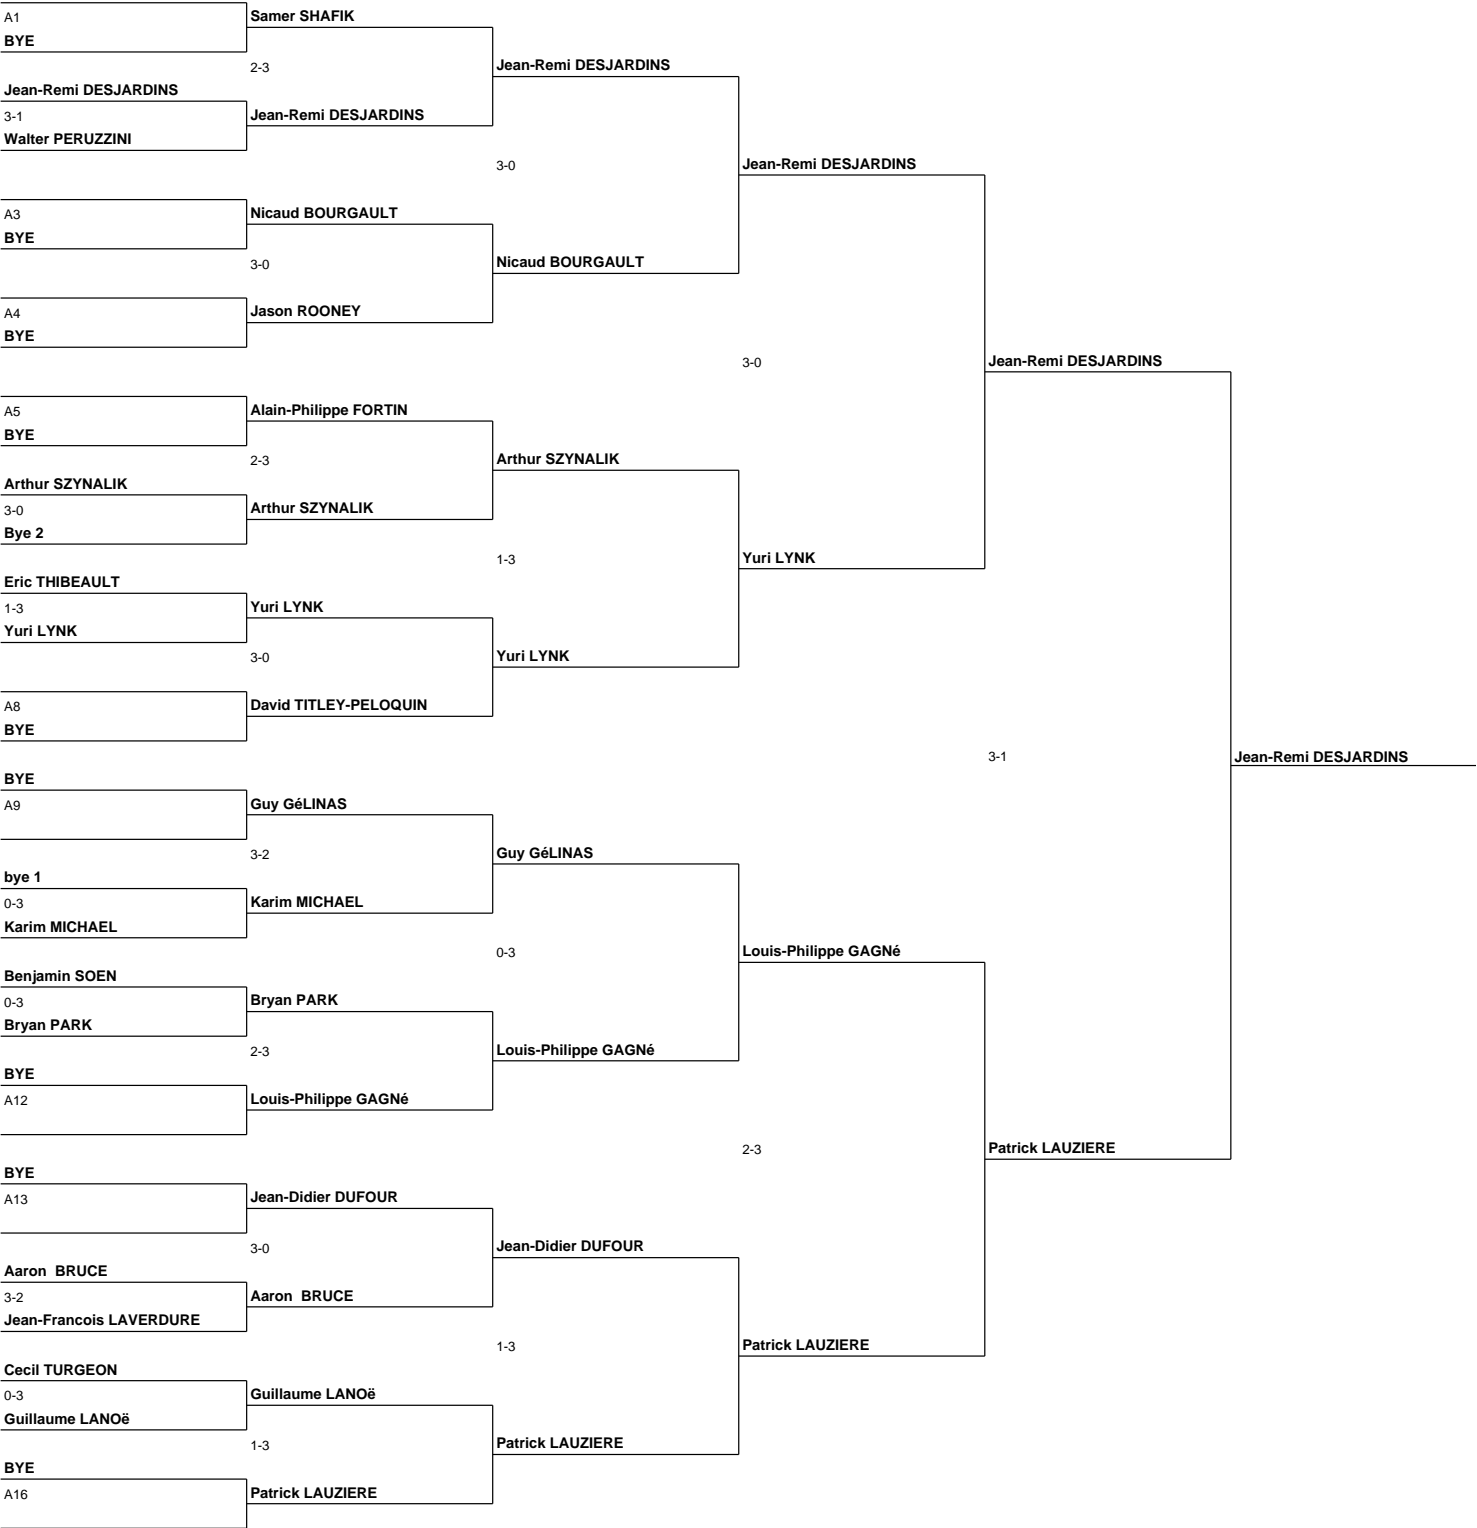 A1
Samer SHAFIK
BYE
2-3
Jean-Remi DESJARDINS
Jean-Remi DESJARDINS
3-1
Jean-Remi DESJARDINS
Walter PERUZZINI
3-0
Jean-Remi DESJARDINS
A3
Nicaud BOURGAULT
BYE
3-0
Nicaud BOURGAULT
A4
Jason ROONEY
BYE
3-0
Jean-Remi DESJARDINS
A5
Alain-Philippe FORTIN
BYE
2-3
Arthur SZYNALIK
Arthur SZYNALIK
3-0
Arthur SZYNALIK
Bye 2
1-3
Yuri LYNK
Eric THIBEAULT
1-3
Yuri LYNK
Yuri LYNK
3-0
Yuri LYNK
A8
David TITLEY-PELOQUIN
BYE
3-1
Jean-Remi DESJARDINS
BYE
A9
Guy GéLINAS
3-2
Guy GéLINAS
bye 1
0-3
Karim MICHAEL
Karim MICHAEL
0-3
Louis-Philippe GAGNé
Benjamin SOEN
0-3
Bryan PARK
Bryan PARK
2-3
Louis-Philippe GAGNé
BYE
A12
Louis-Philippe GAGNé
2-3
Patrick LAUZIERE
BYE
A13
Jean-Didier DUFOUR
3-0
Jean-Didier DUFOUR
Aaron  BRUCE
3-2
Aaron  BRUCE
Jean-Francois LAVERDURE
1-3
Patrick LAUZIERE
Cecil TURGEON
0-3
Guillaume LANOë
Guillaume LANOë
1-3
Patrick LAUZIERE
BYE
A16
Patrick LAUZIERE